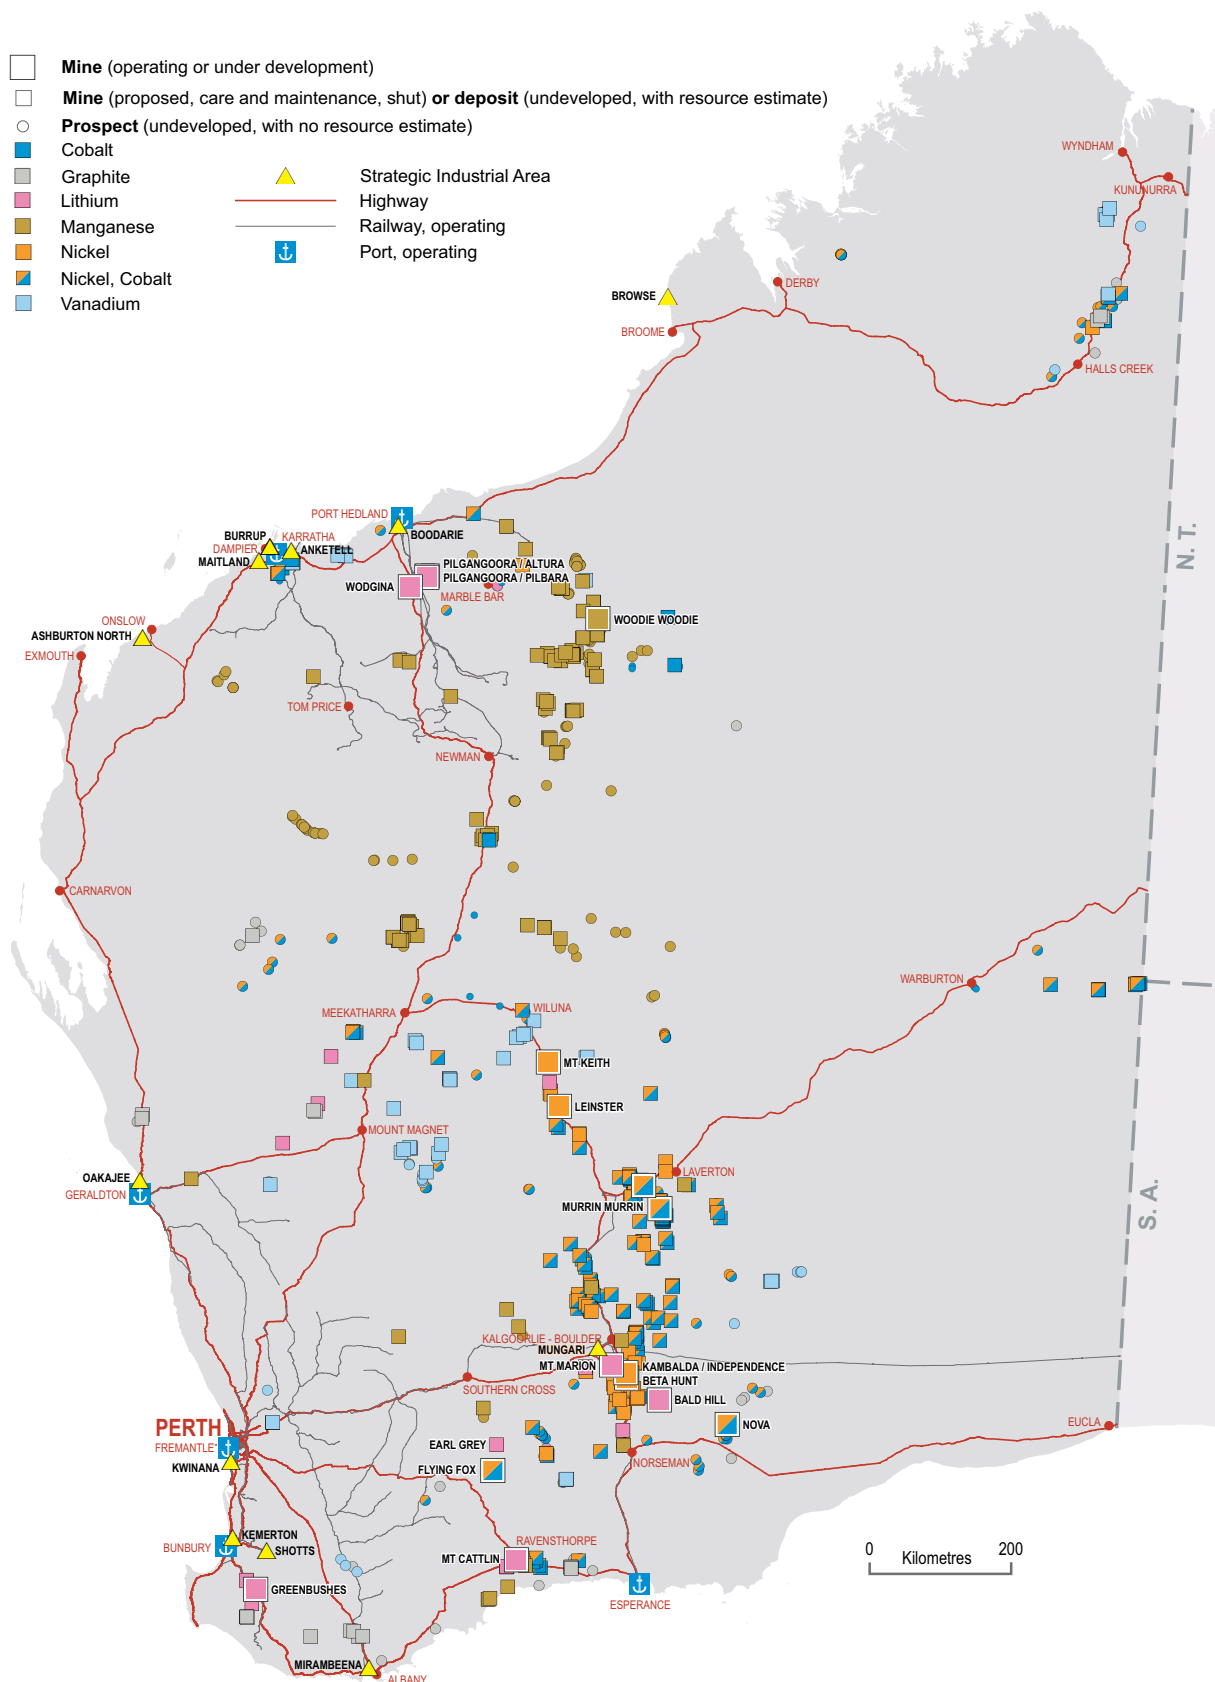 Mine (operating or under development)
Mine (proposed, care and maintenance, shut) or deposit (undeveloped, with resource estimate)
Prospect (undeveloped, with no resource estimate)
Cobalt
Graphite
Lithium
Manganese
Nickel
Nickel, Cobalt
Vanadium
Strategic Industrial Area
Highway
Railway, operating
Port, operating
WYNDHAM
KUNUNURRA
DERBY
BROWSE
BROOME
HALLS CREEK
N. T.
PORT HEDLAND
BOODARIE
BURRUP
KARRATHA
DAMPIER
ANKETELL
MAITLAND
PILGANGOORA / ALTURA
PILGANGOORA / PILBARA
WODGINA
MARBLE BAR
WOODIE WOODIE
ONSLOW
ASHBURTON NORTH
EXMOUTH
TOM PRICE
NEWMAN
CARNARVON
WARBURTON
MEEKATHARRA
WILUNA
MT KEITH
LEINSTER
MOUNT MAGNET
LAVERTON
OAKAJEE
GERALDTON
MURRIN MURRIN
S. A.
KALGOORLIE - BOULDER
MUNGARI
MT MARION
KAMBALDA / INDEPENDENCE
BETA HUNT
SOUTHERN CROSS
BALD HILL
NOVA
EUCLA
PERTH
FREMANTLE
KWINANA
EARL GREY
FLYING FOX
NORSEMAN
KEMERTON
BUNBURY
SHOTTS
RAVENSTHORPE
MT CATTLIN
GREENBUSHES
ESPERANCE
0 200
Kilometres
MIRAMBEENA
ALBANY